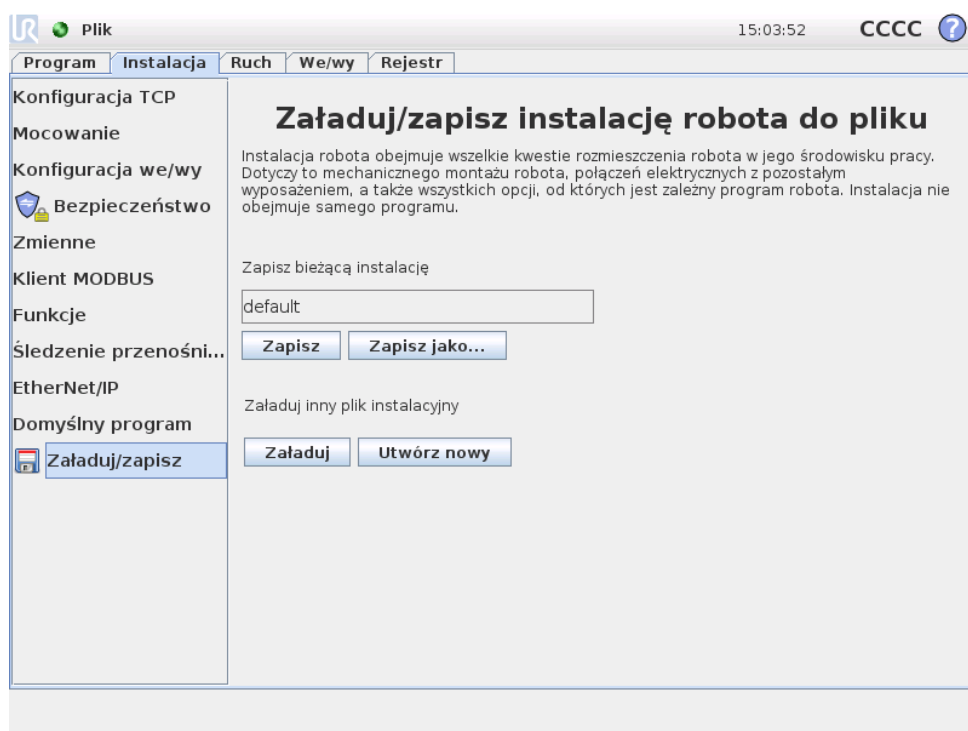 UR Plik 15:03:52 CCCC ?
Program Instalacja Ruch We/wy Rejestr
Konfiguracja TCP
Mocowanie
Konfiguracja we/wy
Bezpieczeństwo
Zmienne
Klient MODBUS
Funkcje
Śledzenie przenośni...
EtherNet/IP
Domyślny program
Załaduj/zapisz
Załaduj/zapisz instalację robota do pliku
Instalacja robota obejmuje wszelkie kwestie rozmieszczenia robota w jego środowisku pracy.
Dotyczy to mechanicznego montażu robota, połączeń elektrycznych z pozostałym
wyposażeniem, a także wszystkich opcji, od których jest zależny program robota. Instalacja nie
obejmuje samego programu.
Zapisz bieżącą instalację
default
Zapisz Zapisz jako...
Załaduj inny plik instalacyjny
Załaduj Utwórz nowy